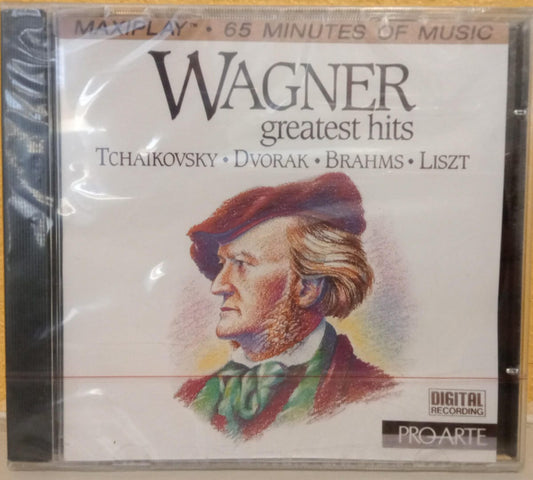 MAXIPLAY™ • 65 MINUTES OF MUSIC
WAGNER
greatest hits
TCHAIKOVSKY • DVORAK • BRAHMS • LISZT
DIGITAL
RECORDING
PRO ARTE